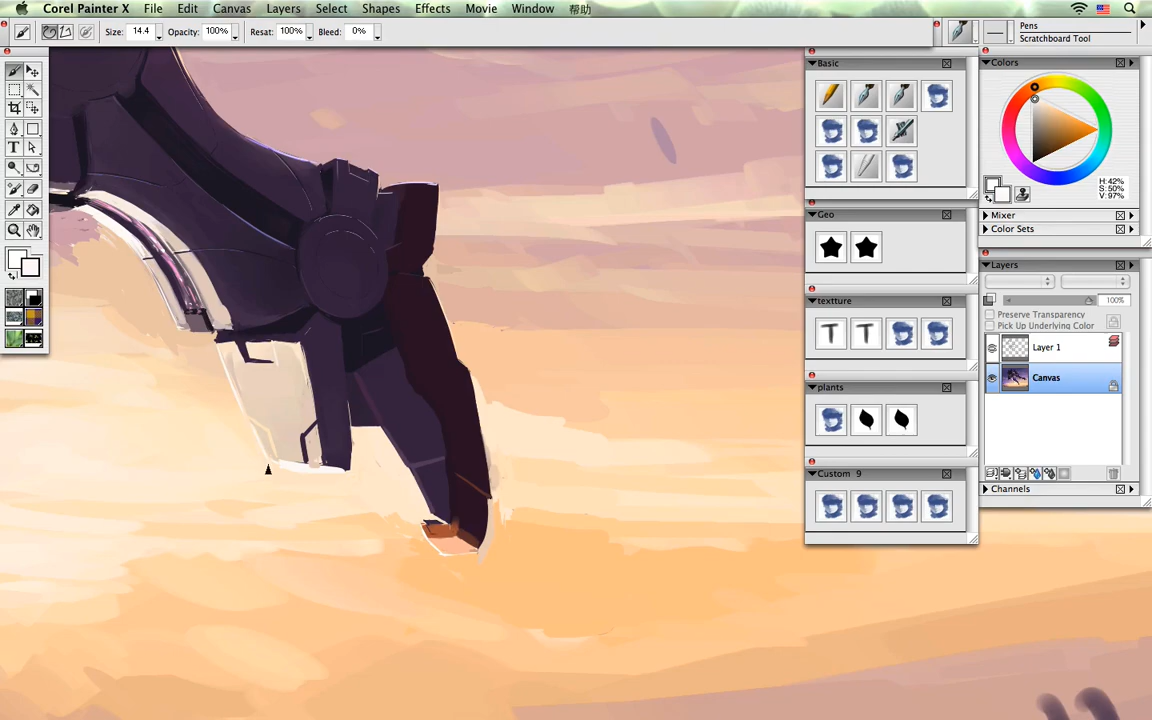 Corel Painter X File Edit Canvas Layers Select Shapes Effects Movie Window 帮助
Size: 14.4 Opacity: 100% Resat: 100% Bleed: 0%
Pens
Scratchboard Tool
Basic
Geo
textture
plants
Custom 9
Colors
H:42%
S:50%
V:97%
Mixer
Color Sets
Layers
100%
Preserve Transparency
Pick Up Underlying Color
Layer 1
Canvas
Channels
T
T T